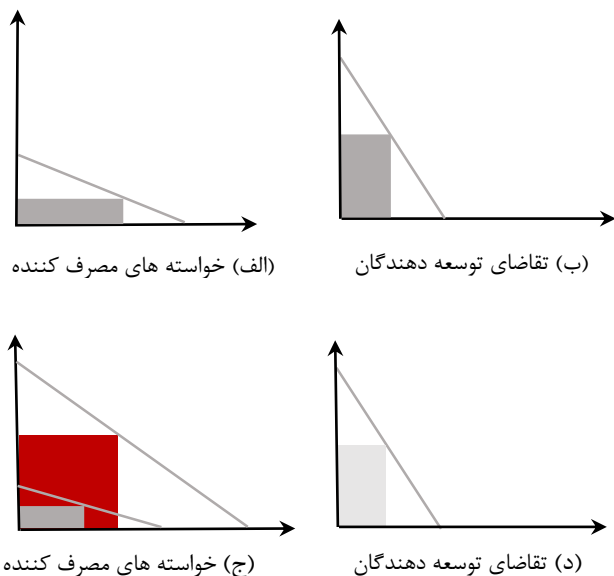 (الف) خواسته های مصرف کننده
(ب) تقاضای توسعه دهندگان
(ج) خواسته های مصرف کننده
(د) تقاضای توسعه دهندگان